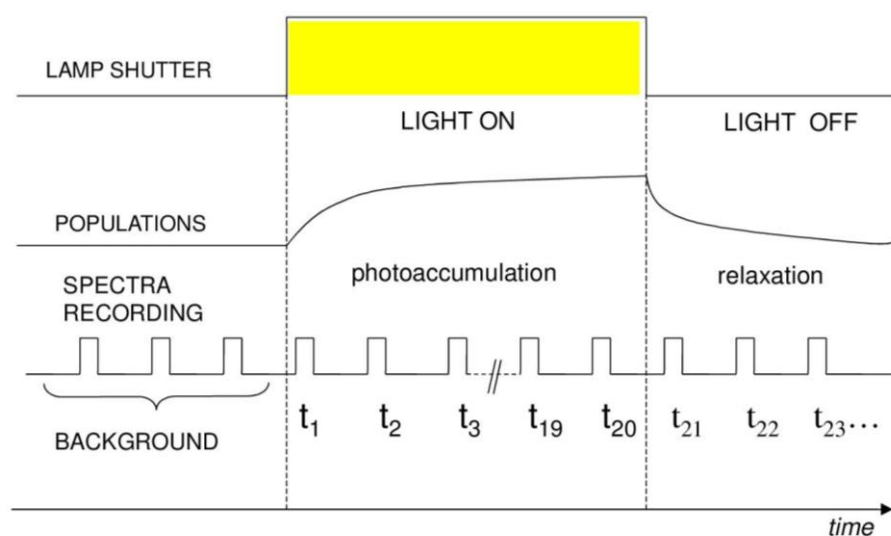 LAMP SHUTTER
LIGHT ON
LIGHT OFF
POPULATIONS
photoaccumulation
relaxation
SPECTRA
RECORDING
t₁ t₂ t₃ t₁₉ t₂₀ t₂₁ t₂₂ t₂₃...
BACKGROUND
time